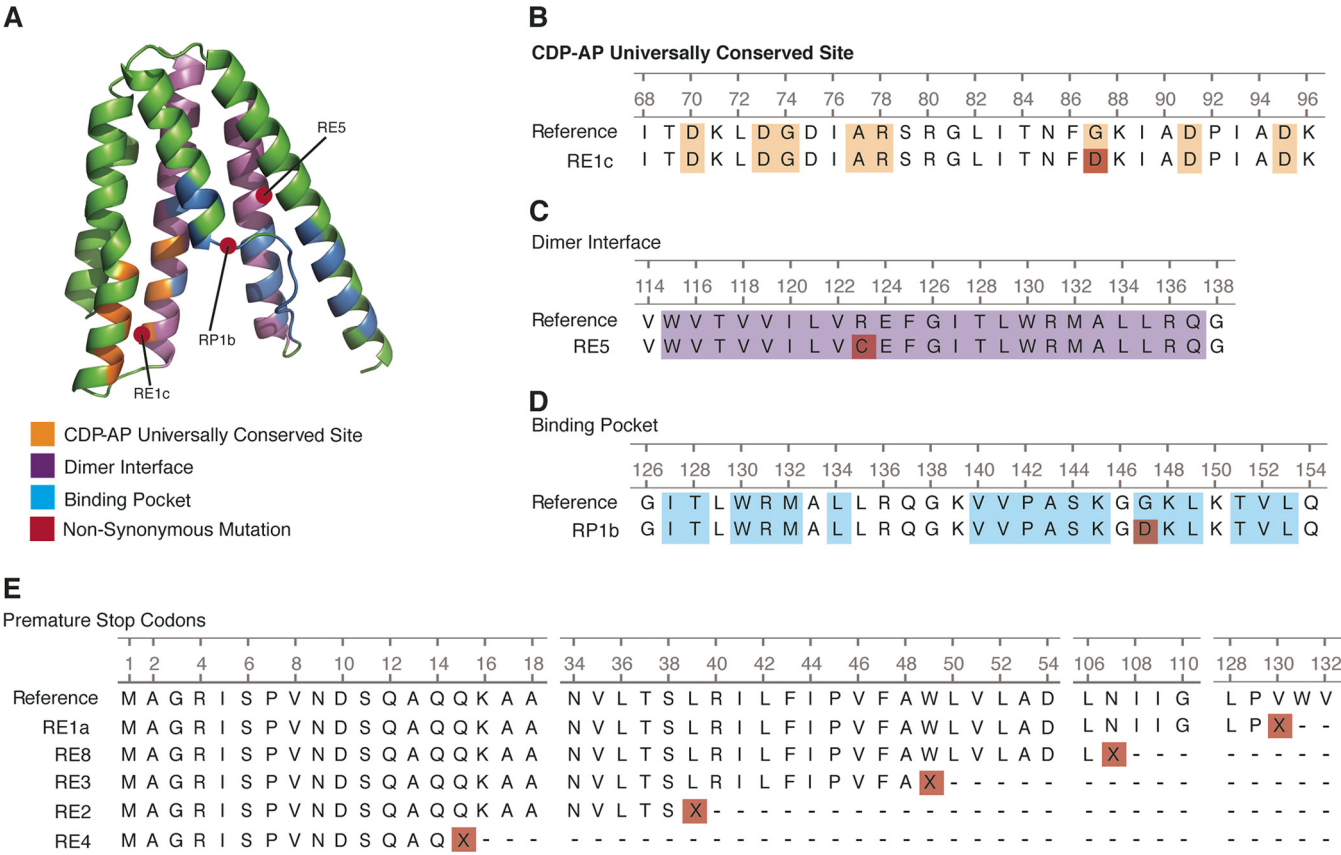 A
RE5
RP1b
RE1c
CDP-AP Universally Conserved Site
Dimer Interface
Binding Pocket
Non-Synonymous Mutation
B
CDP-AP Universally Conserved Site
68 70 72 74 76 78 80 82 84 86 88 90 92 94 96
Reference I T D K L D G D I A R S R G L I T N F G K I A D P I A D K
RE1c I T D K L D G D I A R S R G L I T N F D K I A D P I A D K
C
Dimer Interface
114 116 118 120 122 123 124 126 128 130 132 134 136 138
Reference V W V T V V I L V R E F G I T L W R M A L L R Q G
RE5 V W V T V V I L V C E F G I T L W R M A L L R Q G
D
Binding Pocket
126 128 130 132 134 136 138 140 142 144 146 147 148 150 152 154
Reference G I T L W R M A L L R Q G K V V P A S K G G K L K T V L Q
RP1b G I T L W R M A L L R Q G K V V P A S K G D K L K T V L Q
E
Premature Stop Codons
1 2 4 6 8 10 12 14 16 18 34 36 38 40 42 44 46 48 50 52 54 106 108 110 128 130 132
Reference M A G R I S P V N D S Q A Q Q K A A N V L T S L R I L F I P V F A W L V L A D L N I I G L P V W V
RE1a M A G R I S P V N D S Q A Q Q K A A N V L T S L R I L F I P V F A W L V L A D L N I I G L P X - -
RE8 M A G R I S P V N D S Q A Q Q K A A N V L T S L R I L F I P V F A W L V L A D L X - - - - - - - -
RE3 M A G R I S P V N D S Q A Q Q K A A N V L T S L R I L F I P V F A X - - - - - - - - - - - - - - -
RE2 M A G R I S P V N D S Q A Q Q K A A N V L T S X - - - - - - - - - - - - - - - - - - - - - - - - -
RE4 M A G R I S P V N D S Q A Q X - - - - - - - - - - - - - - - - - - - - - - - - - - - - - - - - - -